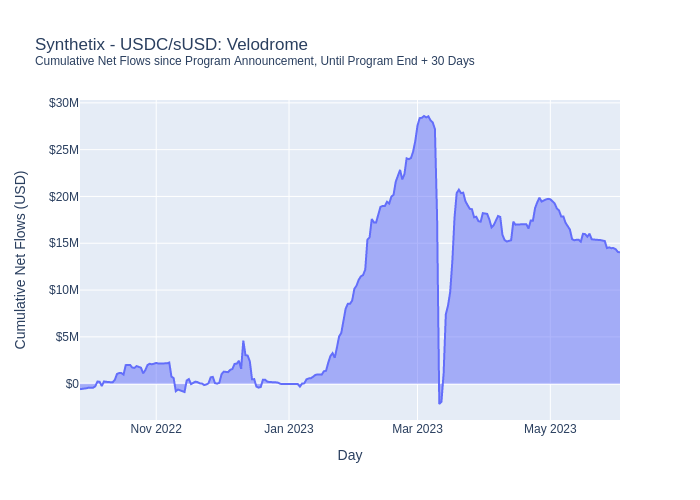 Synthetix - USDC/sUSD: Velodrome
Cumulative Net Flows since Program Announcement, Until Program End + 30 Days
Cumulative Net Flows (USD)
$30M
$25M
$20M
$15M
$10M
$5M
$0
Nov 2022
Jan 2023
Mar 2023
May 2023
Day